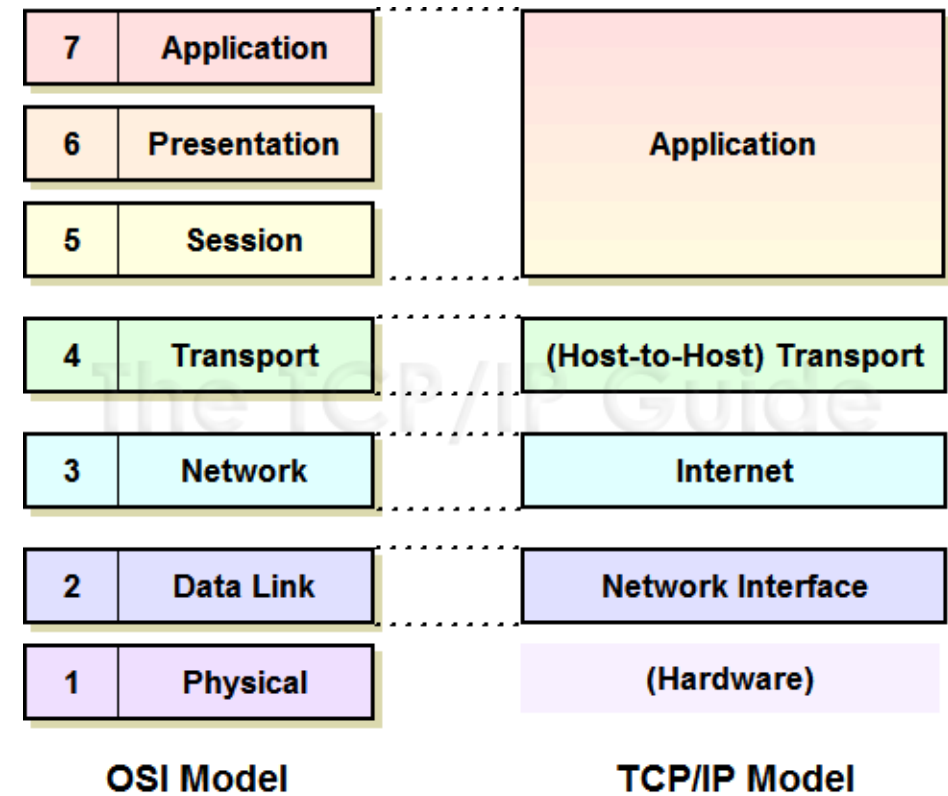 7 Application
6 Presentation
5 Session
Application
4 Transport
(Host-to-Host) Transport
The TCP/IP Guide
3 Network
Internet
2 Data Link
Network Interface
1 Physical
(Hardware)
OSI Model
TCP/IP Model